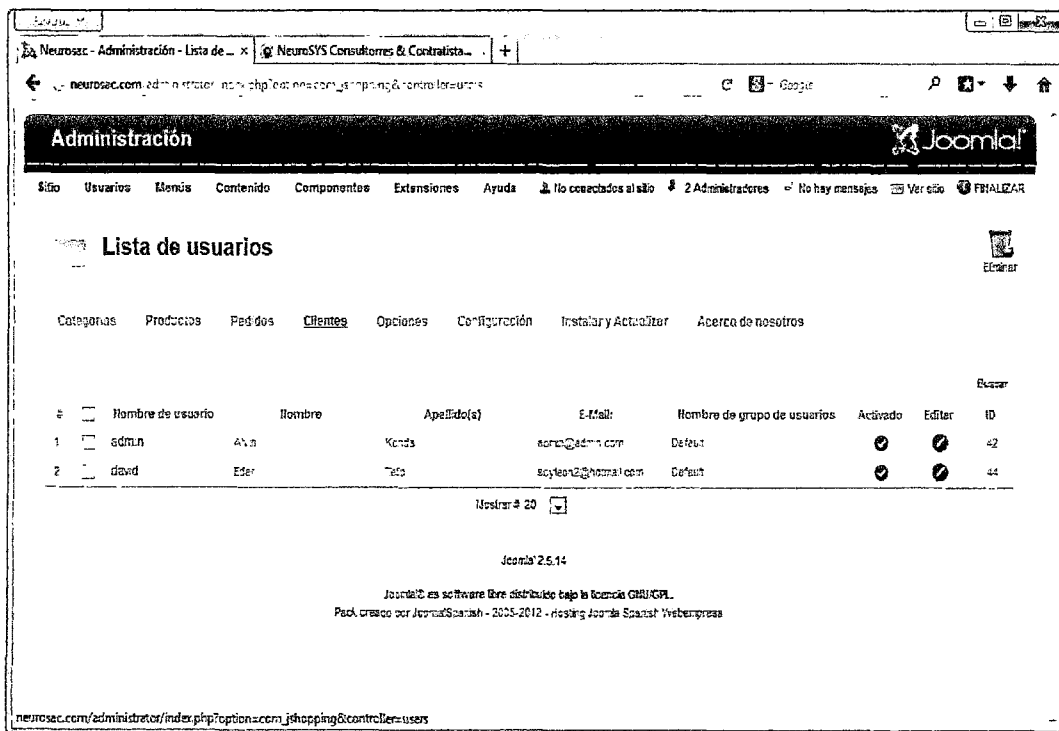 Neurosac - Administración - Lista de ... × NeuroSYS Consultorres & Contratista... +
neurosac.com Google
Administración Joomla!
Sitio Usuarios Menús Contenido Componentes Extensiones Ayuda No conectados al sitio 2 Administradores No hay mensajes Ver sitio FINALIZAR
Lista de usuarios
Eliminar
Categorías Productos Pedidos Clientes Opciones Configuración Instalar y Actualizar Acerca de nosotros
Buscar
# Nombre de usuario Nombre Apellido(s) E-Mail: Nombre de grupo de usuarios Activado Editar ID
1 admin Default 42
2 david Eder Default 44
Mostrar # 20
Joomla! 2.5.14
Joomla!® es software libre distribuido bajo la licencia GNU/GPL.
Pack creado por Joomla!Spanish - 2005-2012 - Hosting Joomla Spanish Webempresa
neurosac.com/administrator/index.php?option=com_jshopping&controller=users